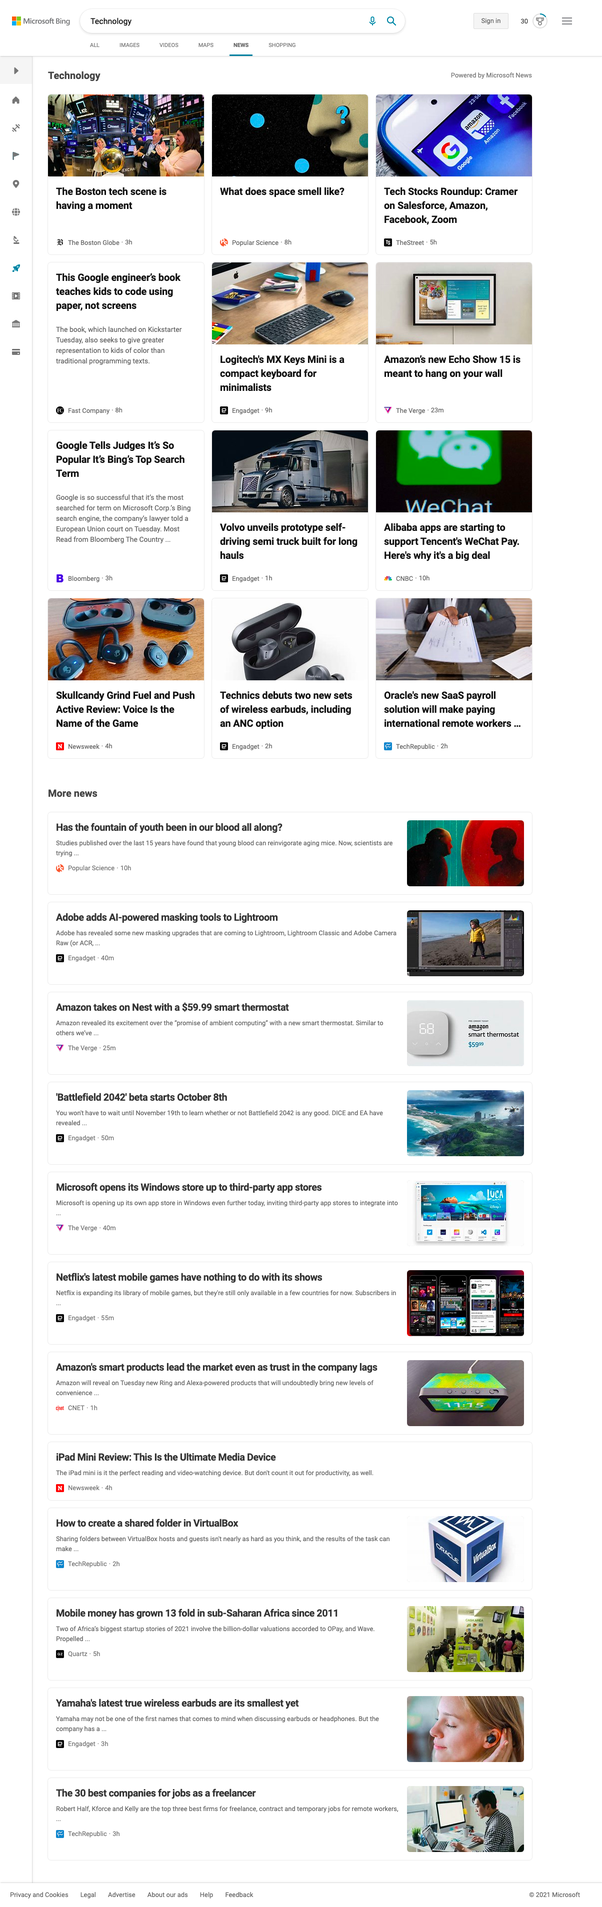 Microsoft Bing
Technology
Sign in
30
ALL
IMAGES
VIDEOS
MAPS
NEWS
SHOPPING
Technology
Powered by Microsoft News
The Boston tech scene is
having a moment
The Boston Globe · 3h
What does space smell like?
Popular Science · 8h
Google
amazon
Amazon
Facebook
Tech Stocks Roundup: Cramer
on Salesforce, Amazon,
Facebook, Zoom
TheStreet · 5h
This Google engineer's book
teaches kids to code using
paper, not screens
The book, which launched on Kickstarter
Tuesday, also seeks to give greater
representation to kids of color than
traditional programming texts.
Fast Company · 8h
Logitech's MX Keys Mini is a
compact keyboard for
minimalists
Engadget · 9h
Amazon's new Echo Show 15 is
meant to hang on your wall
The Verge · 23m
Google Tells Judges It's So
Popular It's Bing's Top Search
Term
Google is so successful that it's the most
searched for term on Microsoft Corp.'s Bing
search engine, the company's lawyer told a
European Union court on Tuesday. Most
Read from Bloomberg The Country ...
Bloomberg · 3h
Volvo unveils prototype self-
driving semi truck built for long
hauls
Engadget · 1h
WeChat
Alibaba apps are starting to
support Tencent's WeChat Pay.
Here's why it's a big deal
CNBC · 10h
Skullcandy Grind Fuel and Push
Active Review: Voice Is the
Name of the Game
Newsweek · 4h
Technics debuts two new sets
of wireless earbuds, including
an ANC option
Engadget · 2h
Oracle's new SaaS payroll
solution will make paying
international remote workers ...
TechRepublic · 2h
More news
Has the fountain of youth been in our blood all along?
Studies published over the last 15 years have found that young blood can reinvigorate aging mice. Now, scientists are
trying ...
Popular Science · 10h
Adobe adds AI-powered masking tools to Lightroom
Adobe has revealed some new masking upgrades that are coming to Lightroom, Lightroom Classic and Adobe Camera
Raw (or ACR, ...
Engadget · 40m
Amazon takes on Nest with a $59.99 smart thermostat
Amazon revealed its excitement over the "promise of ambient computing" with a new smart thermostat. Similar to
others we've ...
The Verge · 25m
68
amazon
smart thermostat
$59⁹⁹
'Battlefield 2042' beta starts October 8th
You won't have to wait until November 19th to learn whether or not Battlefield 2042 is any good. DICE and EA have
revealed ...
Engadget · 50m
Microsoft opens its Windows store up to third-party app stores
Microsoft is opening up its own app store in Windows even further today, inviting third-party app stores to integrate into
...
The Verge · 40m
LUCA
Netflix's latest mobile games have nothing to do with its shows
Netflix is expanding its library of mobile games, but they're still only available in a few countries for now. Subscribers in
...
Engadget · 55m
Amazon's smart products lead the market even as trust in the company lags
Amazon will reveal on Tuesday new Ring and Alexa-powered products that will undoubtedly bring new levels of
convenience ...
CNET · 1h
11:15
iPad Mini Review: This Is the Ultimate Media Device
The iPad mini is it the perfect reading and video-watching device. But don't count it out for productivity, as well.
Newsweek · 4h
How to create a shared folder in VirtualBox
Sharing folders between VirtualBox hosts and guests isn't nearly as hard as you think, and the results of the task can
make ...
TechRepublic · 2h
ORACLE
VirtualBox
Mobile money has grown 13 fold in sub-Saharan Africa since 2011
Two of Africa's biggest startup stories of 2021 involve the billion-dollar valuations accorded to OPay, and Wave.
Propelled ...
Quartz · 5h
Yamaha's latest true wireless earbuds are its smallest yet
Yamaha may not be one of the first names that comes to mind when discussing earbuds or headphones. But the
company has a ...
Engadget · 3h
The 30 best companies for jobs as a freelancer
Robert Half, Kforce and Kelly are the top three best firms for freelance, contract and temporary jobs for remote workers,
...
TechRepublic · 3h
Privacy and Cookies
Legal
Advertise
About our ads
Help
Feedback
© 2021 Microsoft